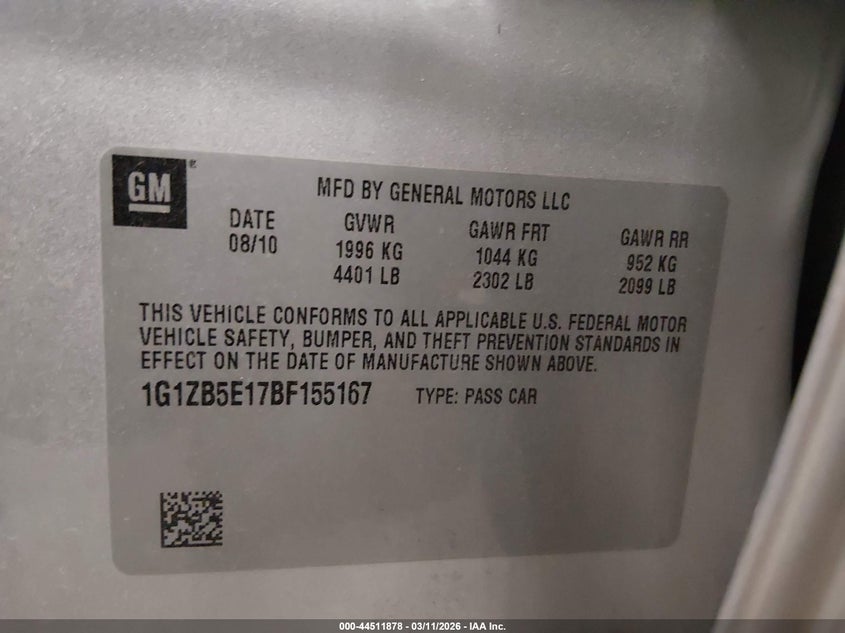 GM®
MFD BY GENERAL MOTORS LLC
DATE GVWR GAWR FRT GAWR RR
08/10 1996 KG 1044 KG 952 KG
4401 LB 2302 LB 2099 LB
THIS VEHICLE CONFORMS TO ALL APPLICABLE U.S. FEDERAL MOTOR
VEHICLE SAFETY, BUMPER, AND THEFT PREVENTION STANDARDS IN
EFFECT ON THE DATE OF MANUFACTURE SHOWN ABOVE.
1G1ZB5E17BF155167 TYPE: PASS CAR
000-44511878 - 03/11/2026 - IAA Inc.